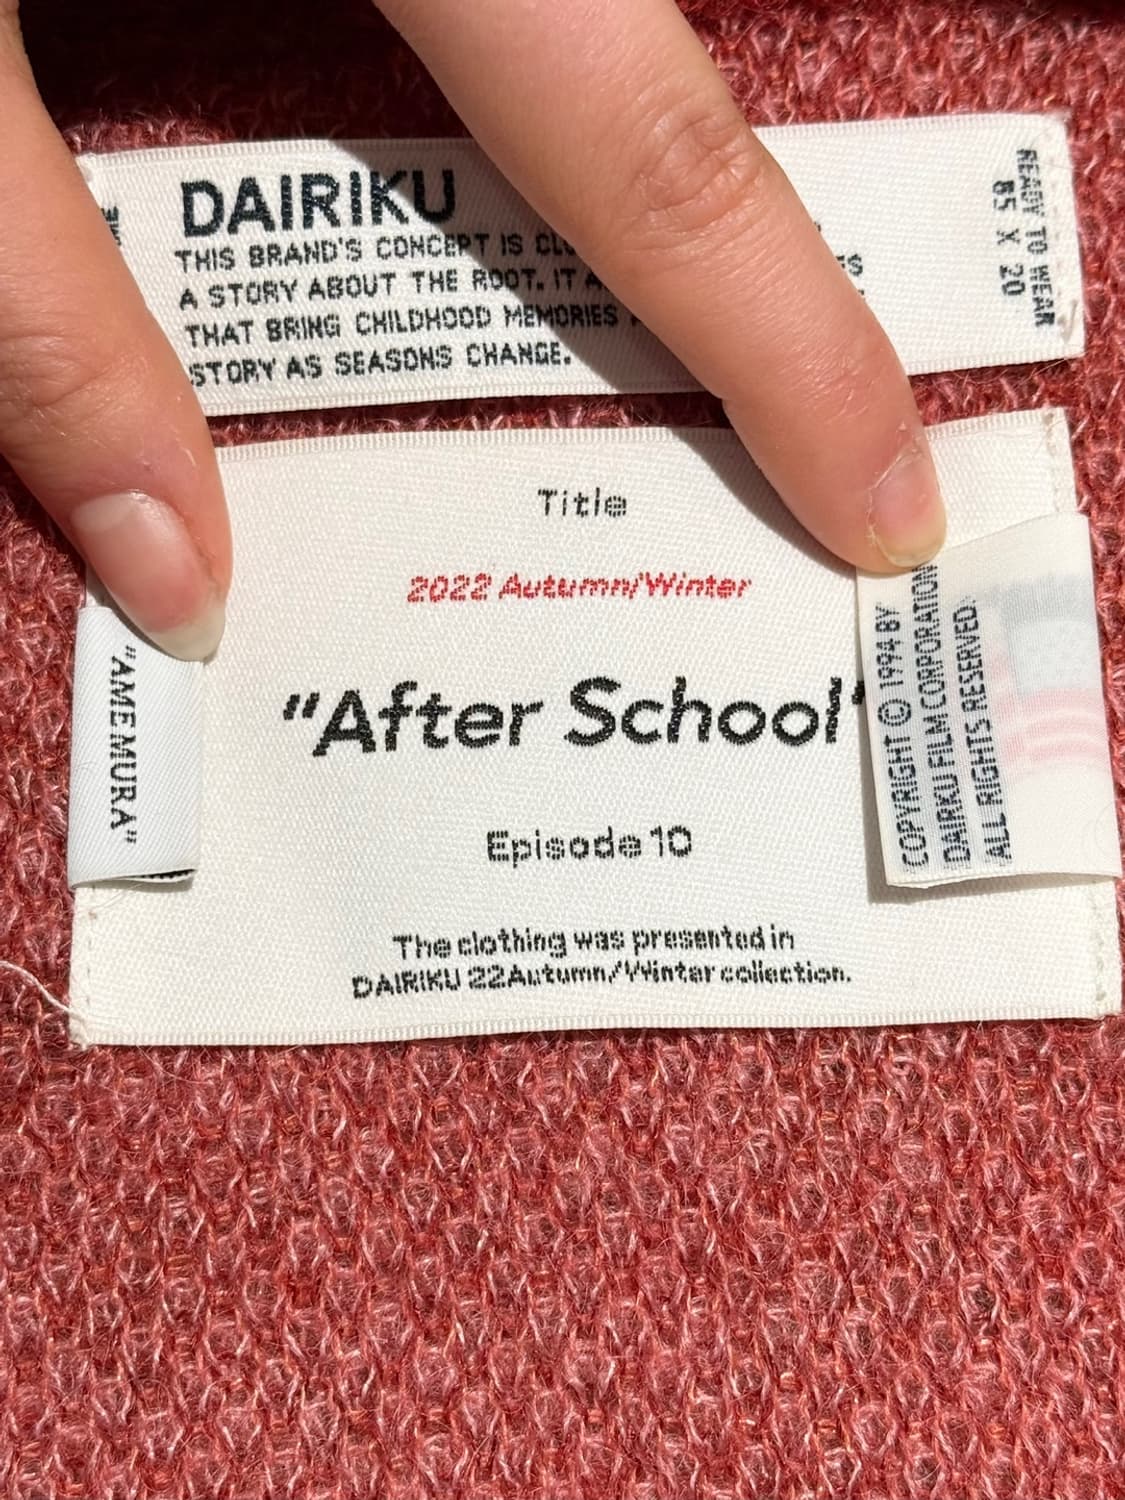 DAIRIKU
THIS BRAND'S CONCEPT IS
A STORY ABOUT THE ROOT. IT
THAT BRING CHILDHOOD MEMORIES
STORY AS SEASONS CHANGE.
READY TO WEAR
85 X 20
Title
2022 Autumn/Winter
"After School"
Episode 10
The clothing was presented in
DAIRIKU 22Autumn/Winter collection.
"AMEMURA"
COPYRIGHT © 1994 BY
DAIRKU FILM CORPORATION
ALL RIGHTS RESERVED.